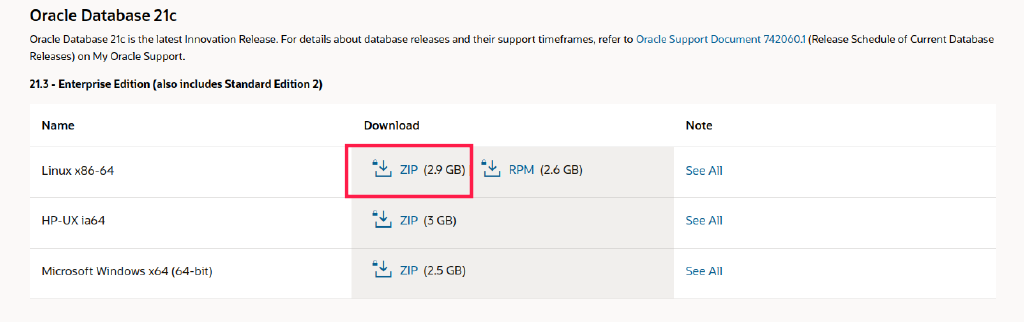 Oracle Database 21c
Oracle Database 21c is the latest Innovation Release. For details about database releases and their support timeframes, refer to Oracle Support Document 742060.1 (Release Schedule of Current Database
Releases) on My Oracle Support.
21.3 - Enterprise Edition (also includes Standard Edition 2)
Name Download Note
Linux x86-64 ZIP (2.9 GB) RPM (2.6 GB) See All
HP-UX ia64 ZIP (3 GB) See All
Microsoft Windows x64 (64-bit) ZIP (2.5 GB) See All